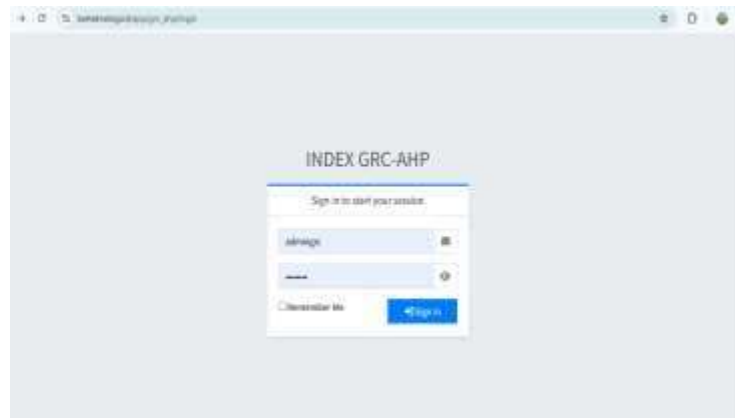 INDEX GRC-AHP
Sign in to start your session
Remember Me
Sign In